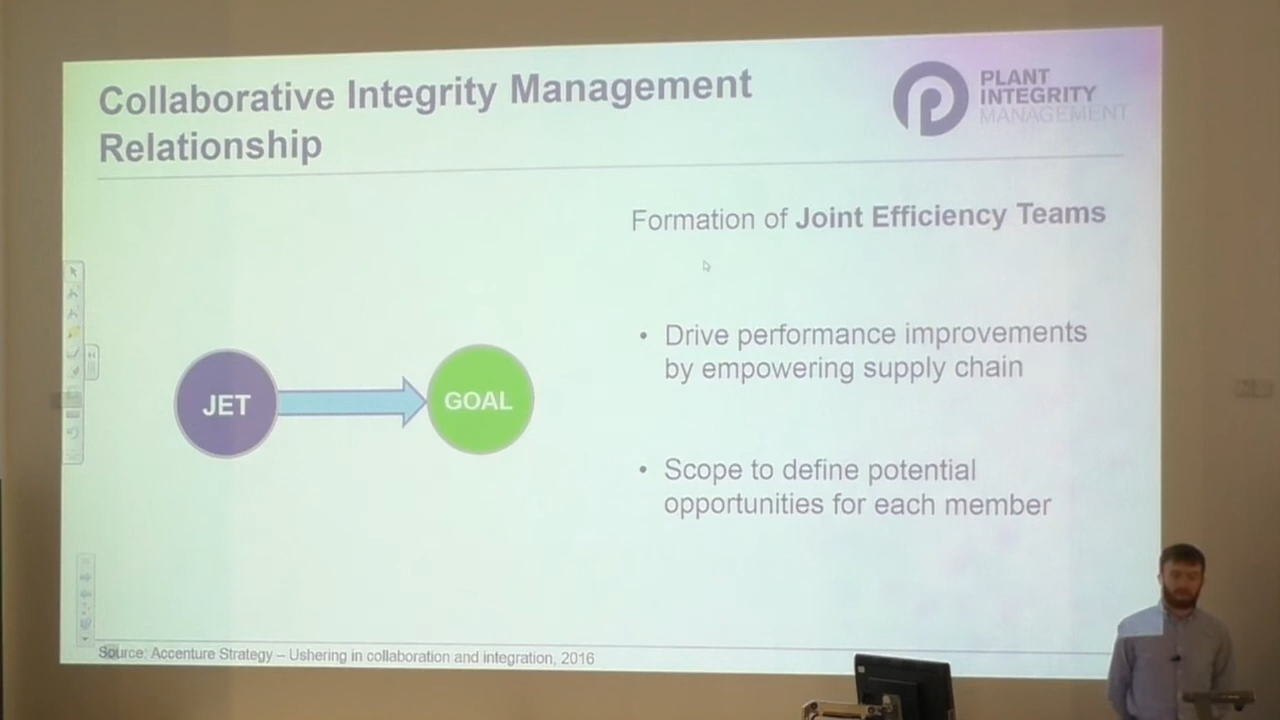 Collaborative Integrity Management
Relationship
PLANT
INTEGRITY
MANAGEMENT
Formation of Joint Efficiency Teams
• Drive performance improvements
by empowering supply chain
JET
GOAL
• Scope to define potential
opportunities for each member
Source: Accenture Strategy – Ushering in collaboration and integration, 2016